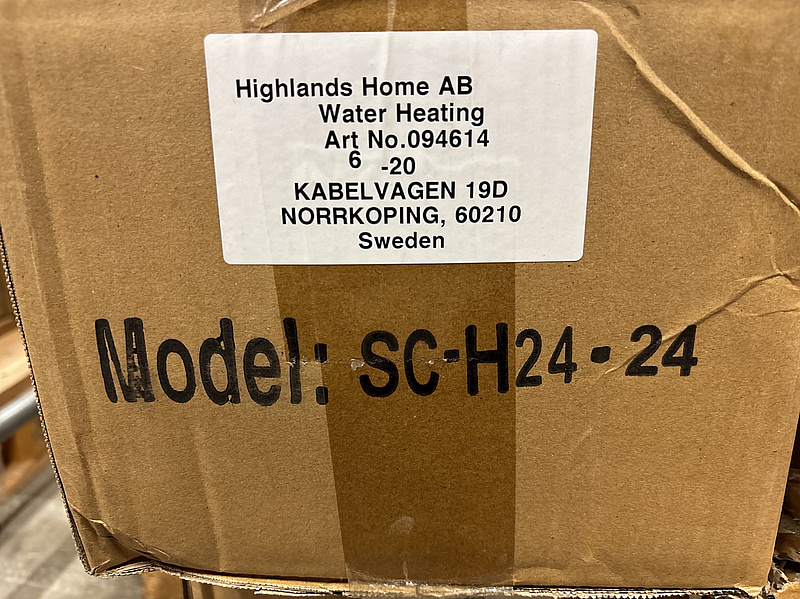 Highlands Home AB
Water Heating
Art No.094614
6 -20
KABELVAGEN 19D
NORRKOPING, 60210
Sweden
Model: SC-H24-24